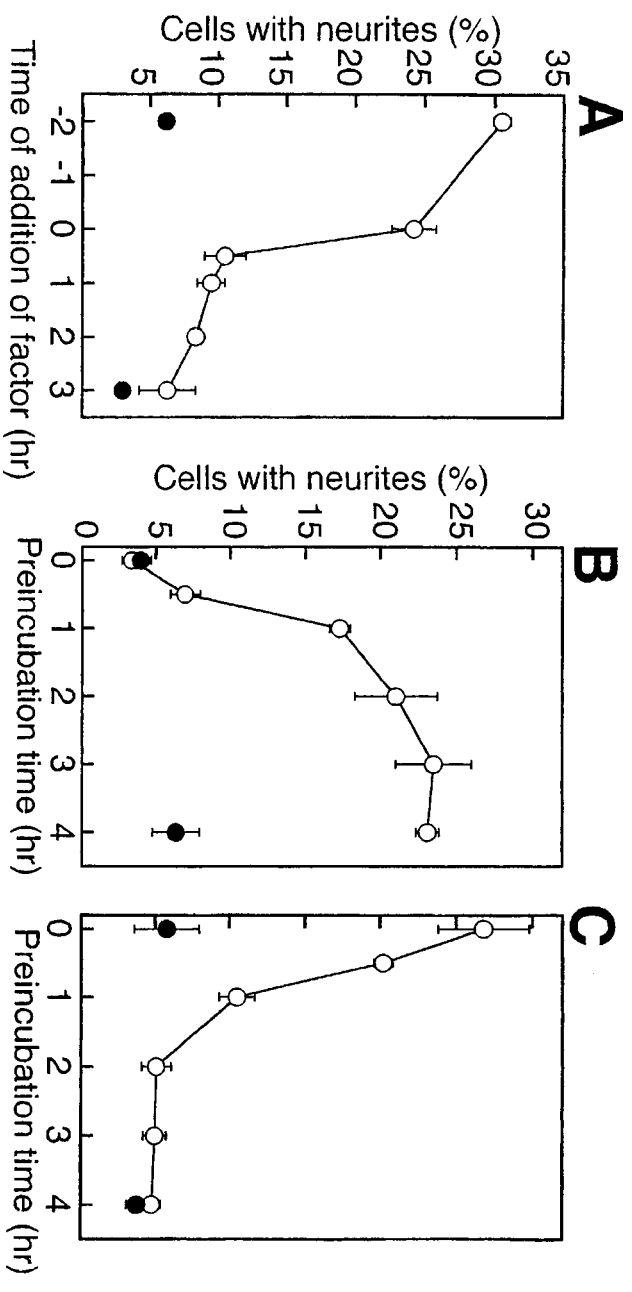 A
Cells with neurites (%)
35
30
25
20
15
10
5
-2 -1 0 1 2 3
Time of addition of factor (hr)
B
Cells with neurites (%)
30
25
20
15
10
5
0
0 1 2 3 4
Preincubation time (hr)
C
0 1 2 3 4
Preincubation time (hr)